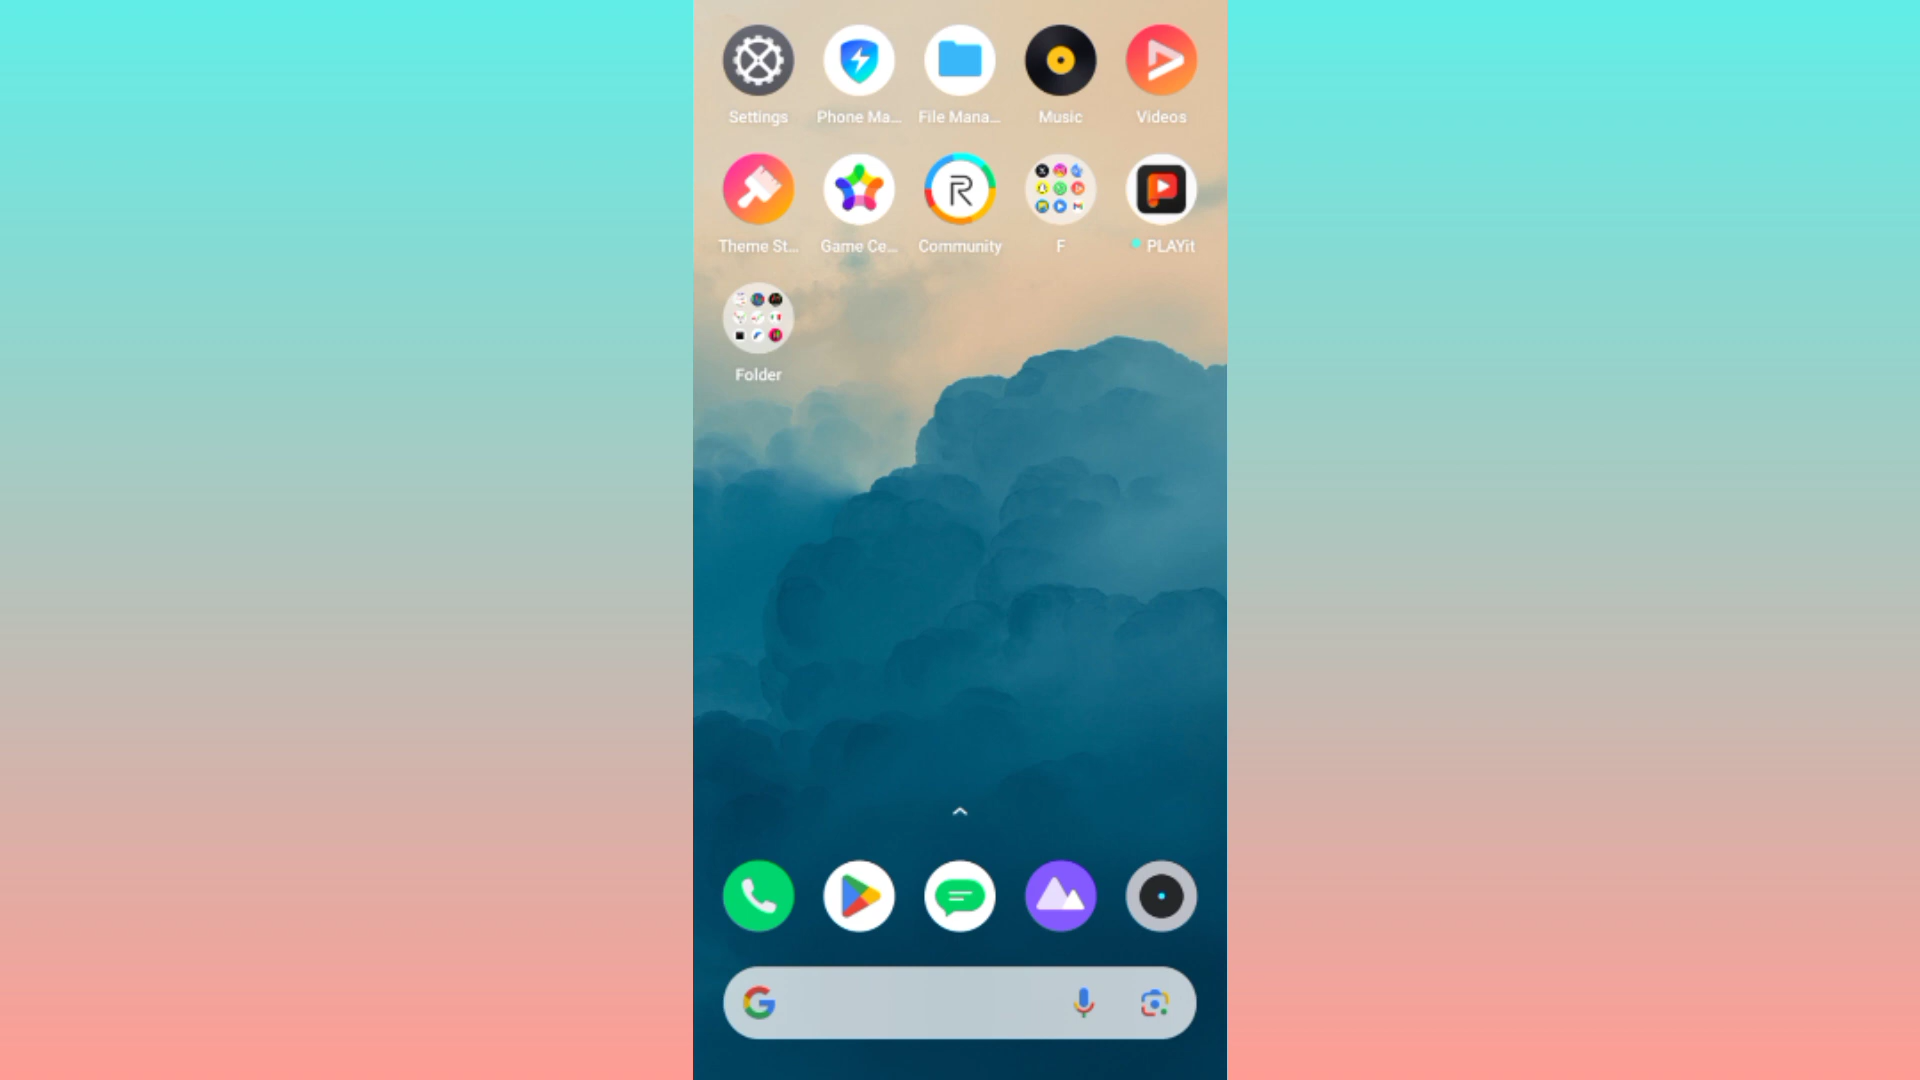 Settings Phone Ma... File Mana... Music Videos
Theme St... Game Ce... Community F PLAYit
Folder